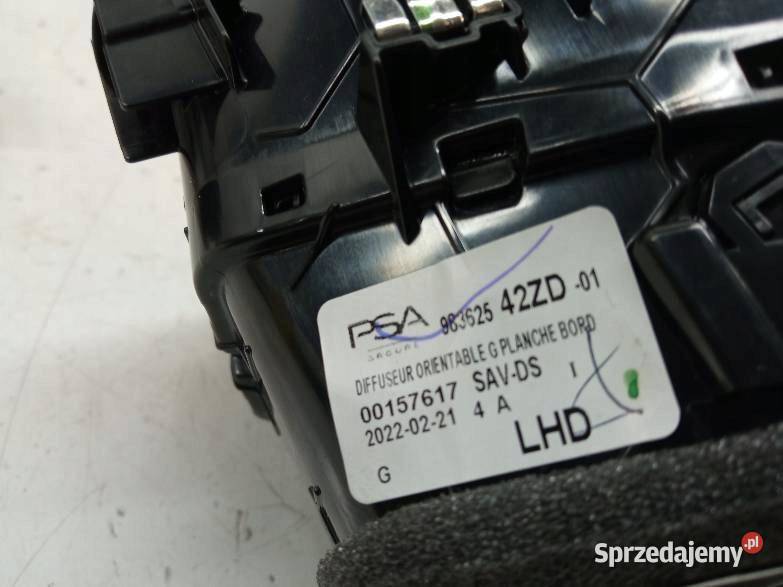 PSA 983625 42ZD -01
GROUPE
DIFFUSEUR ORIENTABLE G PLANCHE BORD
00157617 SAV-DS I
2022-02-21 4 A
LHD
G
Sprzedajemy.pl